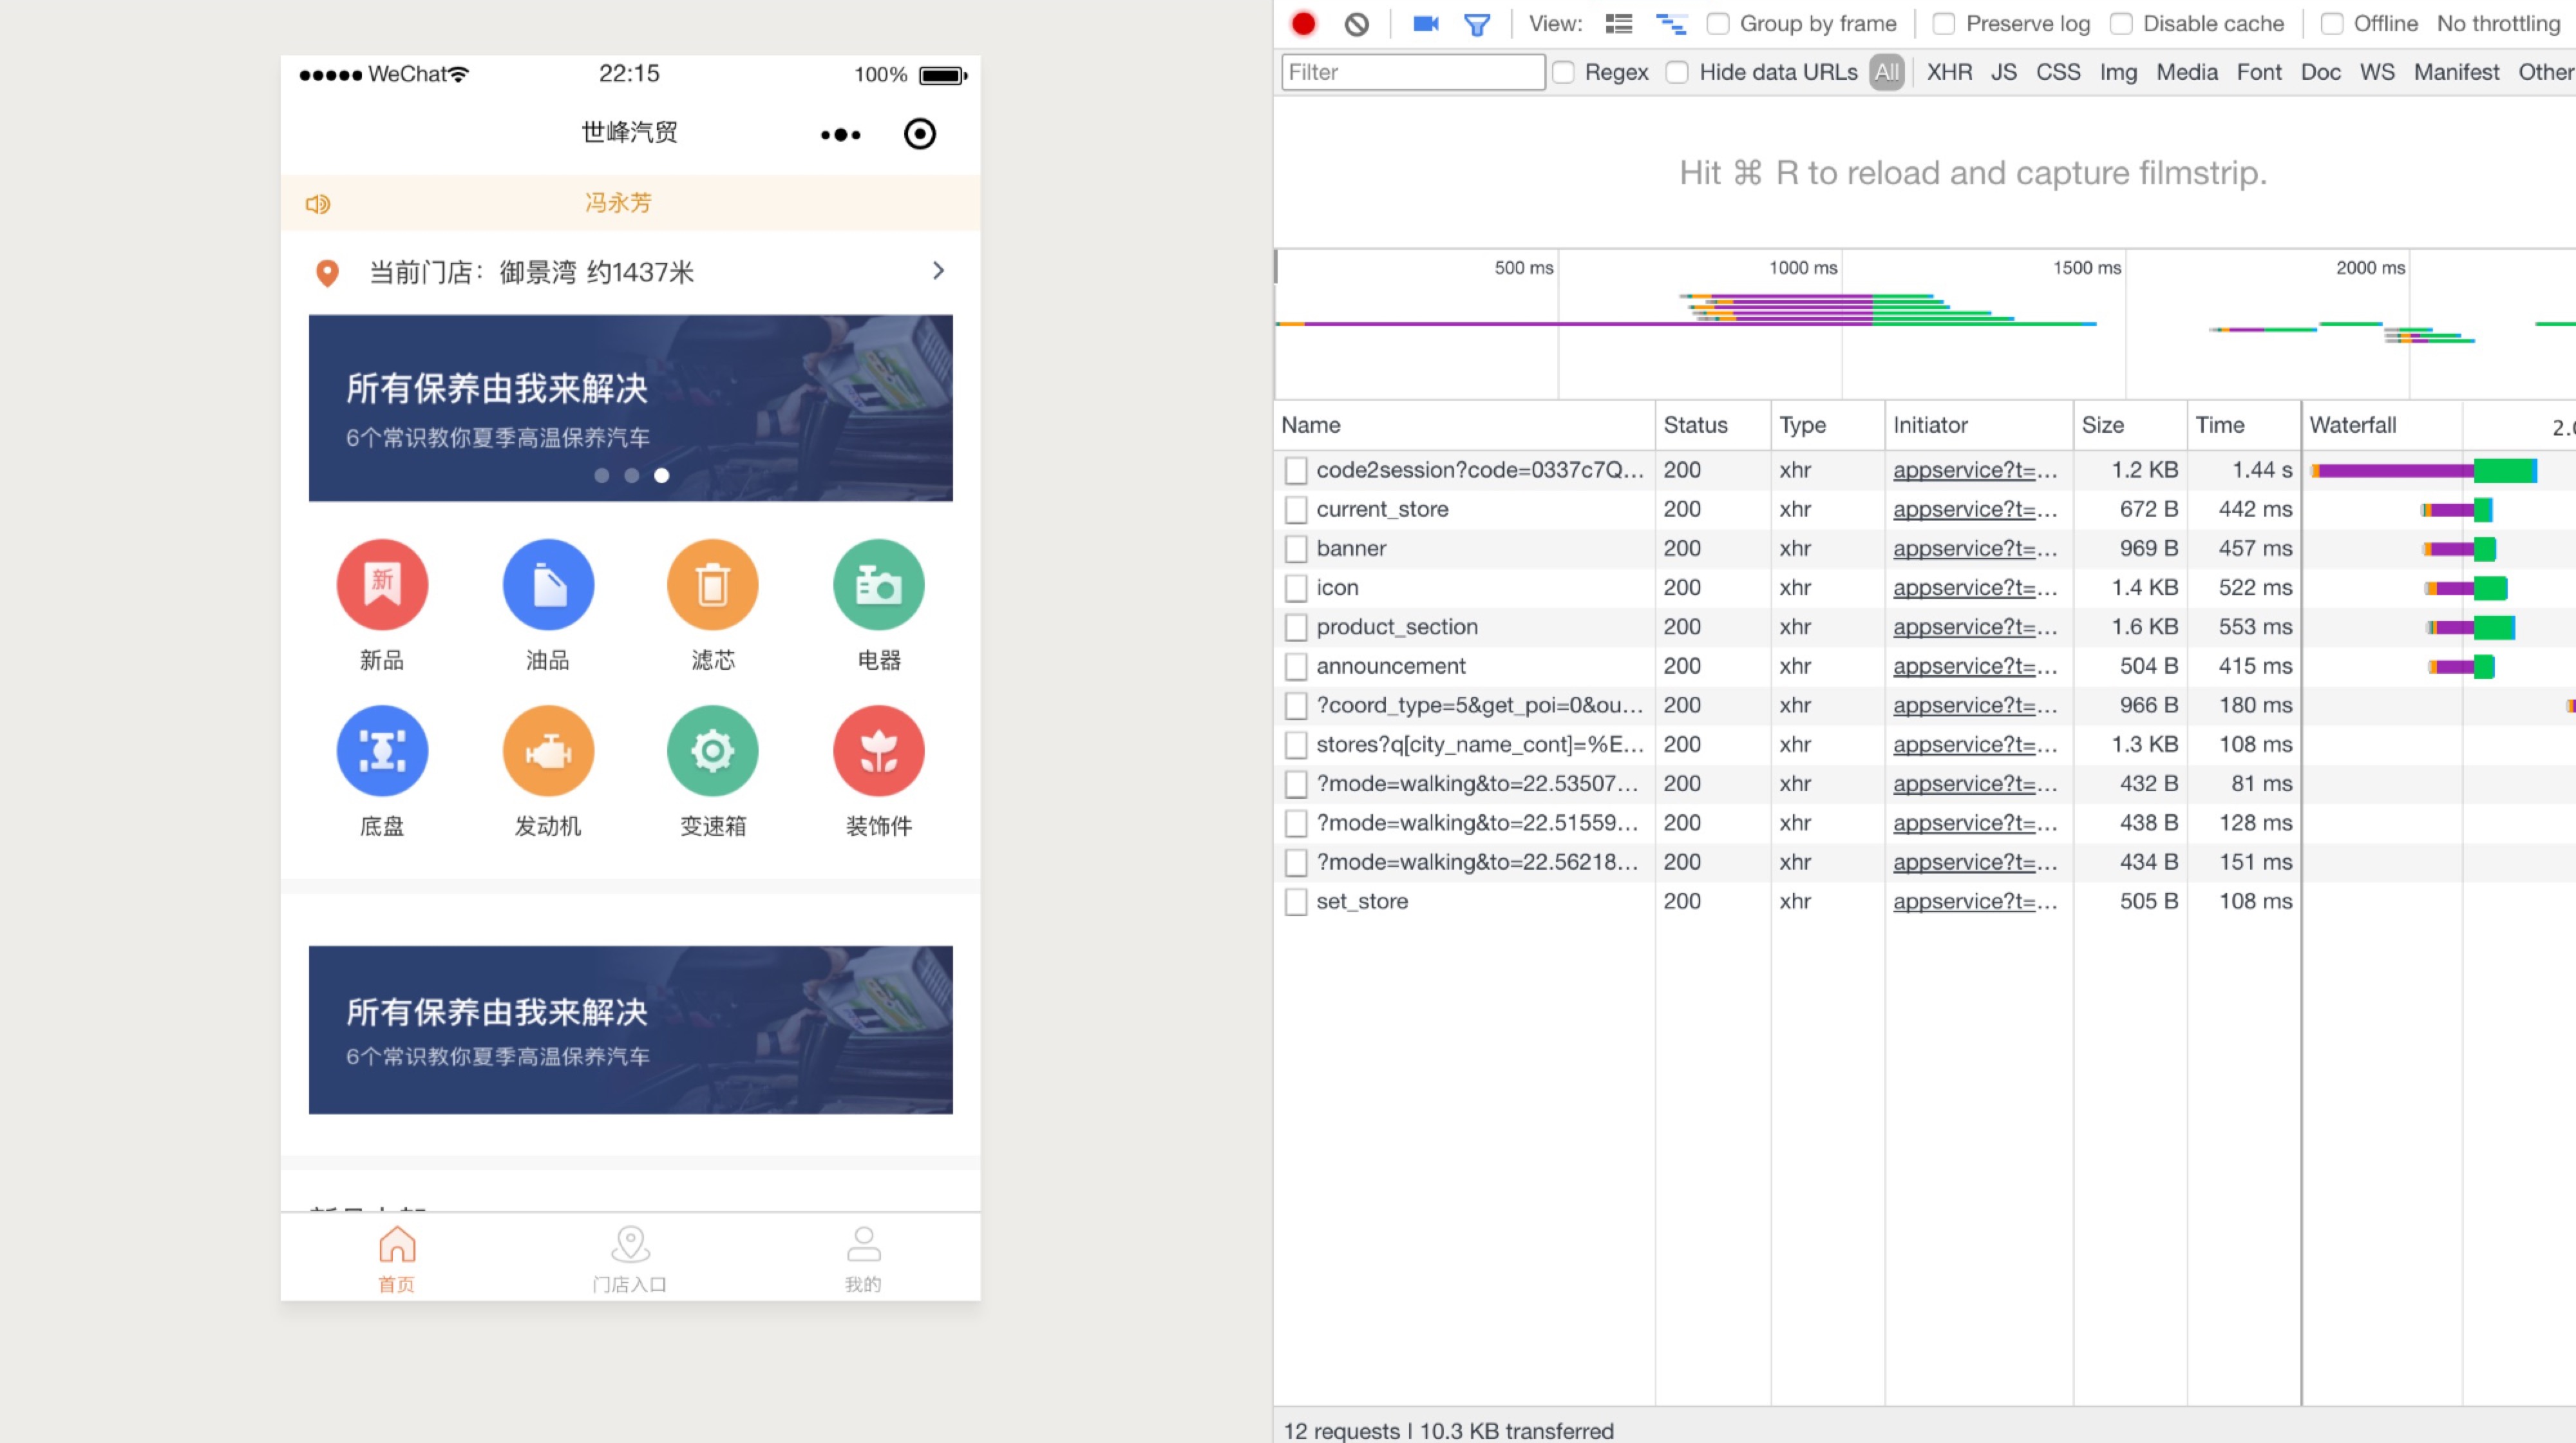 WeChat 22:15 100%
世峰汽贸
冯永芳
当前门店：御景湾 约1437米
所有保养由我来解决
6个常识教你夏季高温保养汽车
新
新品 油品 滤芯 电器
底盘 发动机 变速箱 装饰件
所有保养由我来解决
6个常识教你夏季高温保养汽车
首页 门店入口 我的
View: Group by frame Preserve log Disable cache Offline No throttling
Filter Regex Hide data URLs All XHR JS CSS Img Media Font Doc WS Manifest Other
Hit ⌘ R to reload and capture filmstrip.
500 ms 1000 ms 1500 ms 2000 ms
Name Status Type Initiator Size Time Waterfall
code2session?code=0337c7Q... 200 xhr appservice?t=... 1.2 KB 1.44 s
current_store 200 xhr appservice?t=... 672 B 442 ms
banner 200 xhr appservice?t=... 969 B 457 ms
icon 200 xhr appservice?t=... 1.4 KB 522 ms
product_section 200 xhr appservice?t=... 1.6 KB 553 ms
announcement 200 xhr appservice?t=... 504 B 415 ms
?coord_type=5&get_poi=0&ou... 200 xhr appservice?t=... 966 B 180 ms
stores?q[city_name_cont]=%E... 200 xhr appservice?t=... 1.3 KB 108 ms
?mode=walking&to=22.53507... 200 xhr appservice?t=... 432 B 81 ms
?mode=walking&to=22.51559... 200 xhr appservice?t=... 438 B 128 ms
?mode=walking&to=22.56218... 200 xhr appservice?t=... 434 B 151 ms
set_store 200 xhr appservice?t=... 505 B 108 ms
12 requests | 10.3 KB transferred